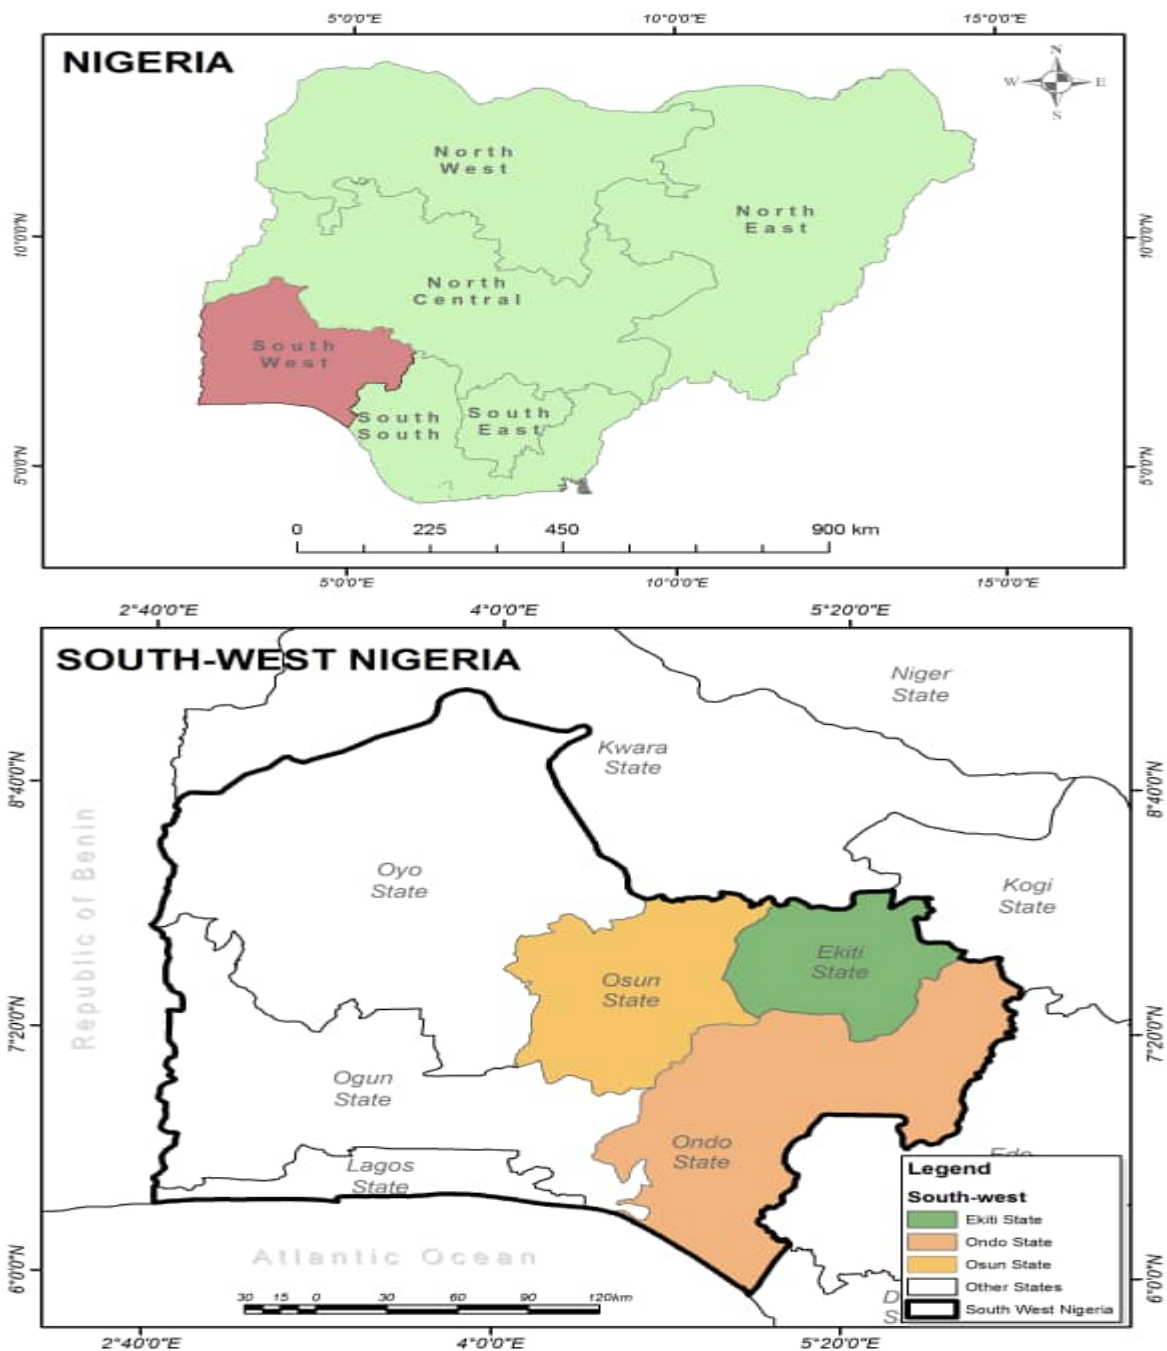 5°0'0"E 10°0'0"E 15°0'0"E
NIGERIA
N
W E
S
North
West
North
East
10°0'0"N 10°0'0"N
North
Central
South
West
South
South
South
East
5°0'0"N 5°0'0"N
0 225 450 900 km
5°0'0"E 10°0'0"E 15°0'0"E
2°40'0"E 4°0'0"E 5°20'0"E
SOUTH-WEST NIGERIA
Niger
State
Kwara
State
8°40'0"N 8°40'0"N
Republic of Benin
Oyo
State
Kogi
State
Ekiti
State
Osun
State
7°20'0"N 7°20'0"N
Ogun
State
Ondo
State
Lagos
State
Edo
Legend
South-west
Ekiti State
Ondo State
Osun State
Other States
South West Nigeria
Atlantic Ocean
6°0'0"N 6°0'0"N
D
S
30 15 0 30 60 90 120km
2°40'0"E 4°0'0"E 5°20'0"E